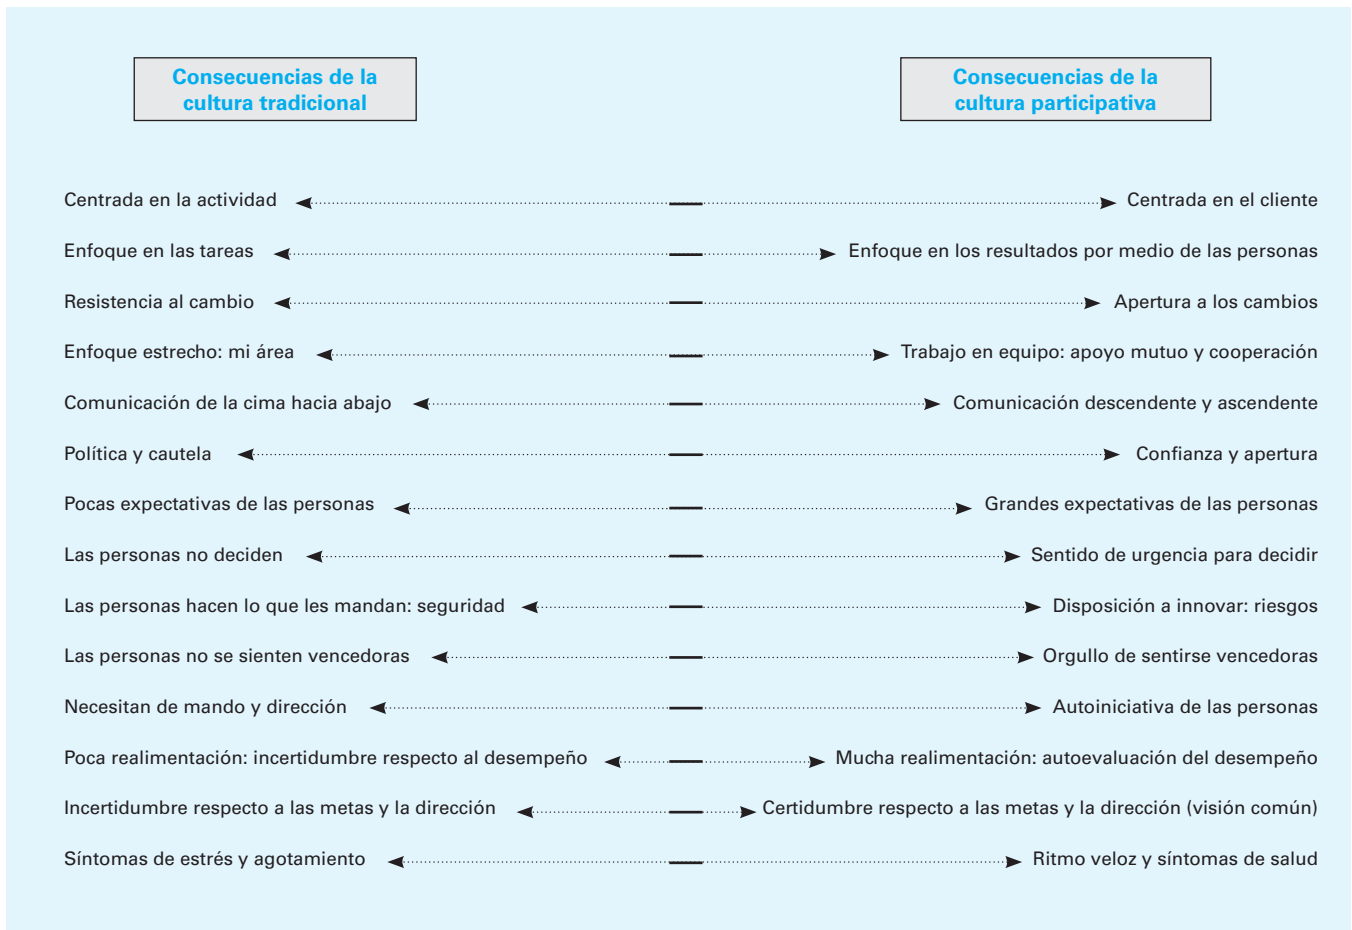 Consecuencias de la
cultura tradicional
Consecuencias de la
cultura participativa
Centrada en la actividad
Centrada en el cliente
Enfoque en las tareas
Enfoque en los resultados por medio de las personas
Resistencia al cambio
Apertura a los cambios
Enfoque estrecho: mi área
Trabajo en equipo: apoyo mutuo y cooperación
Comunicación de la cima hacia abajo
Comunicación descendente y ascendente
Política y cautela
Confianza y apertura
Pocas expectativas de las personas
Grandes expectativas de las personas
Las personas no deciden
Sentido de urgencia para decidir
Las personas hacen lo que les mandan: seguridad
Disposición a innovar: riesgos
Las personas no se sienten vencedoras
Orgullo de sentirse vencedoras
Necesitan de mando y dirección
Autoiniciativa de las personas
Poca realimentación: incertidumbre respecto al desempeño
Mucha realimentación: autoevaluación del desempeño
Incertidumbre respecto a las metas y la dirección
Certidumbre respecto a las metas y la dirección (visión común)
Síntomas de estrés y agotamiento
Ritmo veloz y síntomas de salud